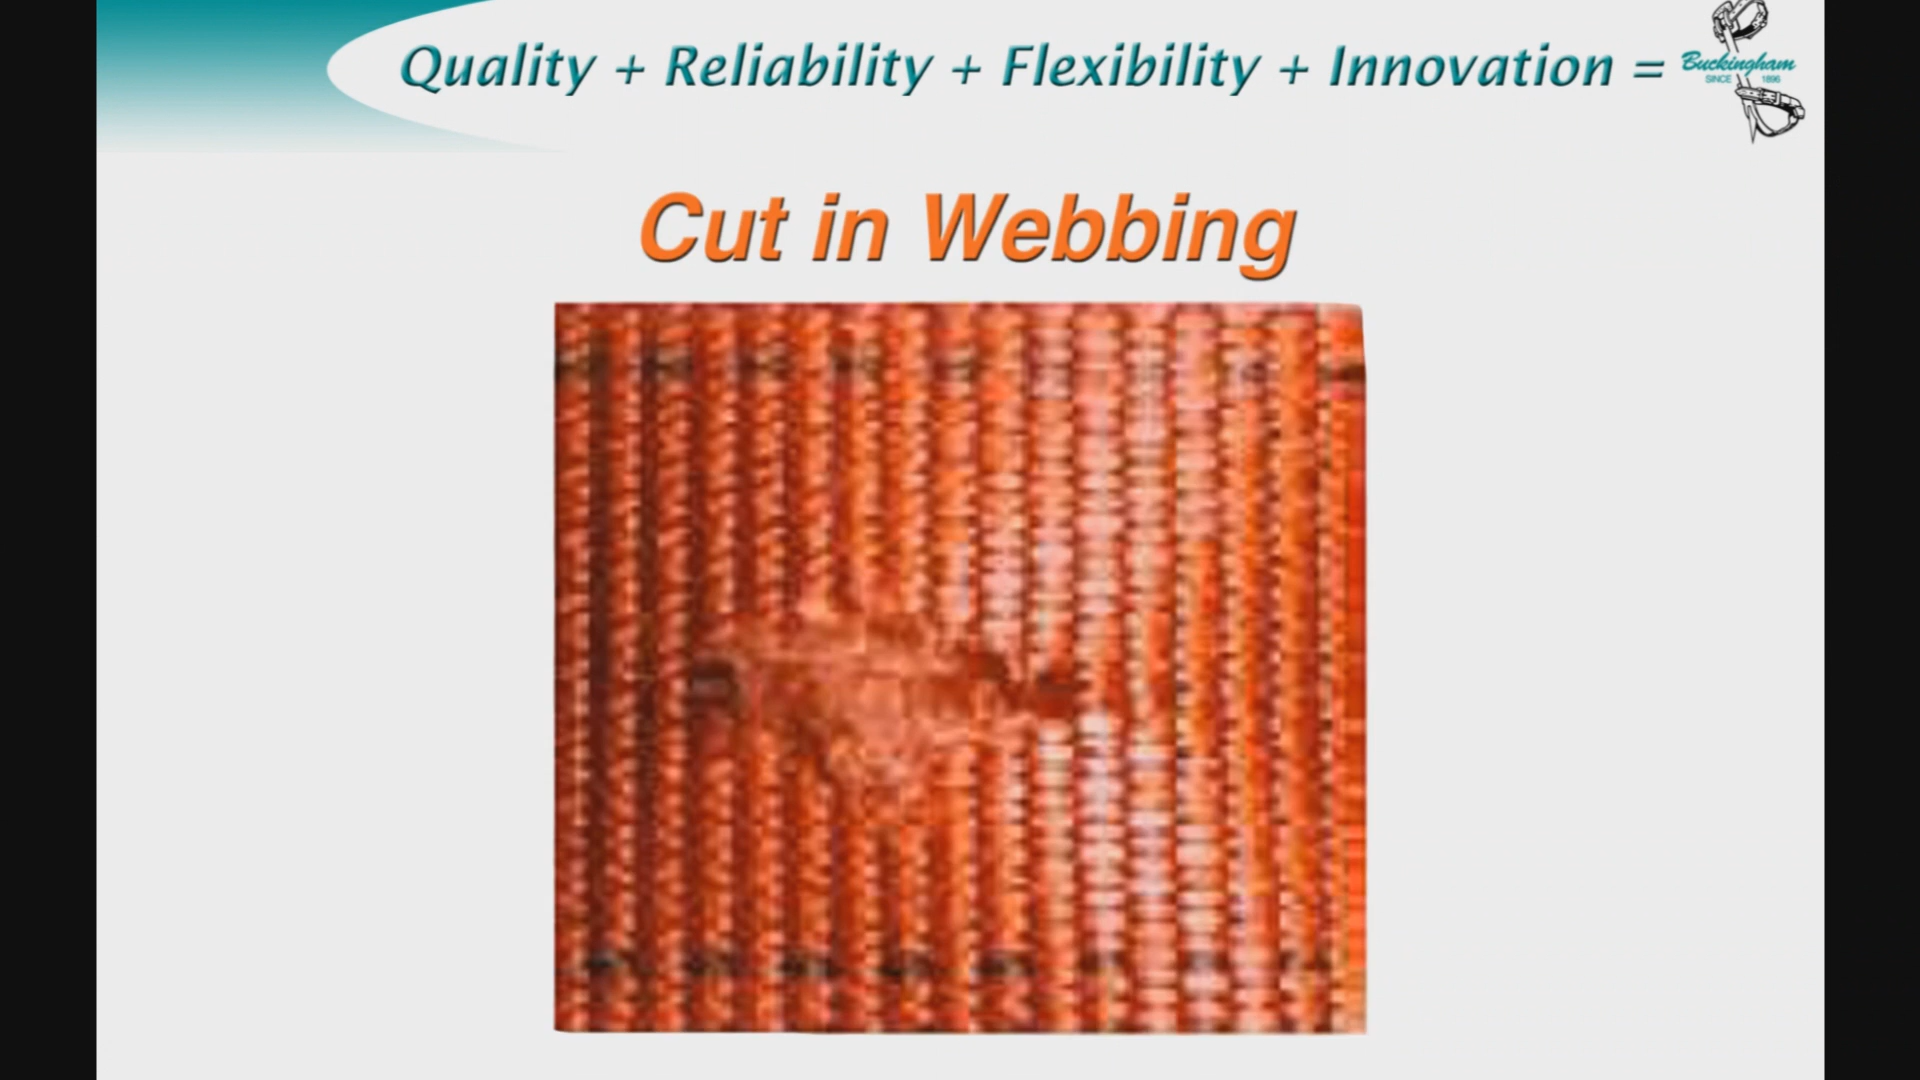 Quality + Reliability + Flexibility + Innovation =
Buckingham
SINCE 1896
Cut in Webbing